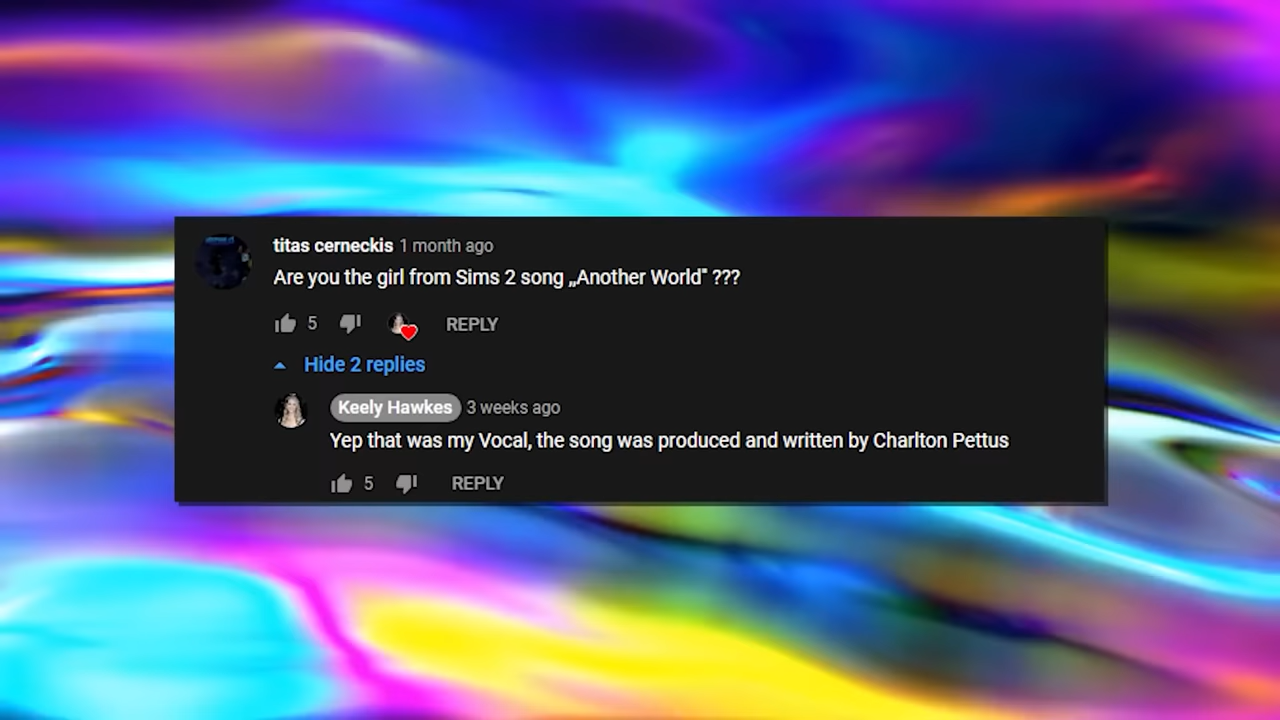 titas cerneckis 1 month ago
Are you the girl from Sims 2 song „Another World" ???
5 REPLY
Hide 2 replies
Keely Hawkes 3 weeks ago
Yep that was my Vocal, the song was produced and written by Charlton Pettus
5 REPLY